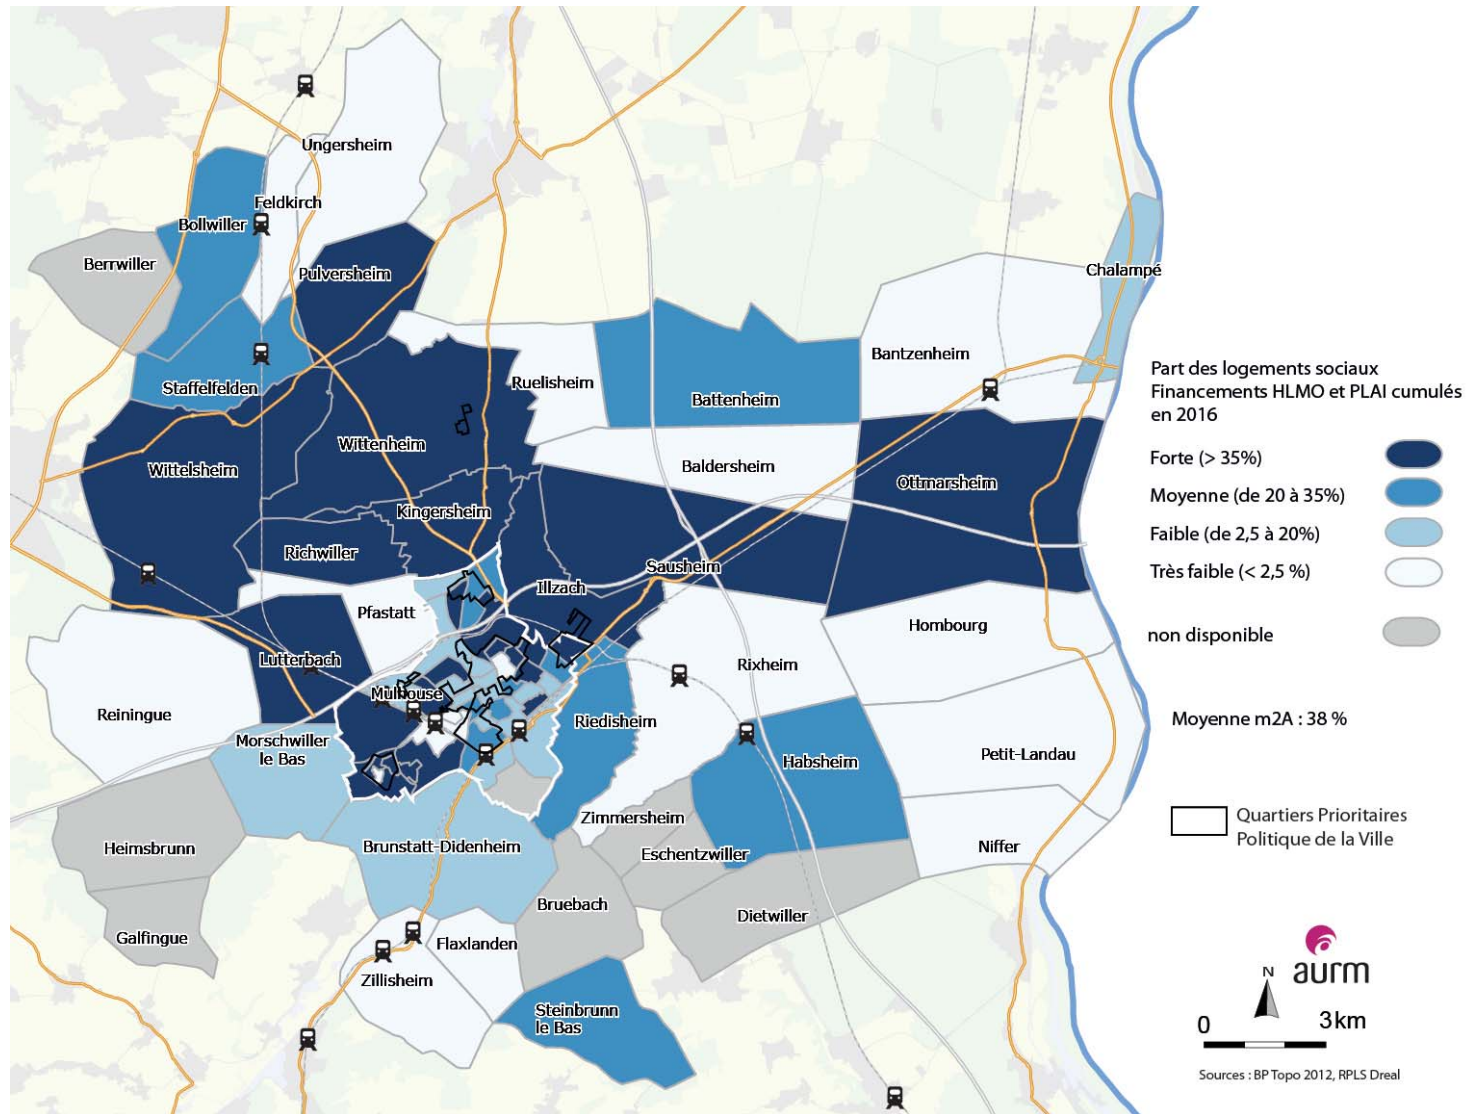 Ungersheim
Feldkirch
Bollwiller
Berrwiller
Pulversheim
Chalampé
Staffelfelden
Ruelisheim
Battenheim
Bantzenheim
Wittenheim
Wittelsheim
Baldersheim
Ottmarsheim
Kingersheim
Richwiller
Sausheim
Illzach
Pfastatt
Hombourg
Lutterbach
Rixheim
Mulhouse
Reiningue
Riedisheim
Morschwiller
le Bas
Habsheim
Petit-Landau
Zimmersheim
Heimsbrunn
Brunstatt-Didenheim
Eschentzwiller
Niffer
Bruebach
Dietwiller
Galfingue
Flaxlanden
Zillisheim
Steinbrunn
le Bas
Part des logements sociaux
Financements HLMO et PLAI cumulés
en 2016
Forte (> 35%)
Moyenne (de 20 à 35%)
Faible (de 2,5 à 20%)
Très faible (< 2,5 %)
non disponible
Moyenne m2A : 38 %
Quartiers Prioritaires
Politique de la Ville
aurm
N
0 3 km
Sources : BP Topo 2012, RPLS Dreal